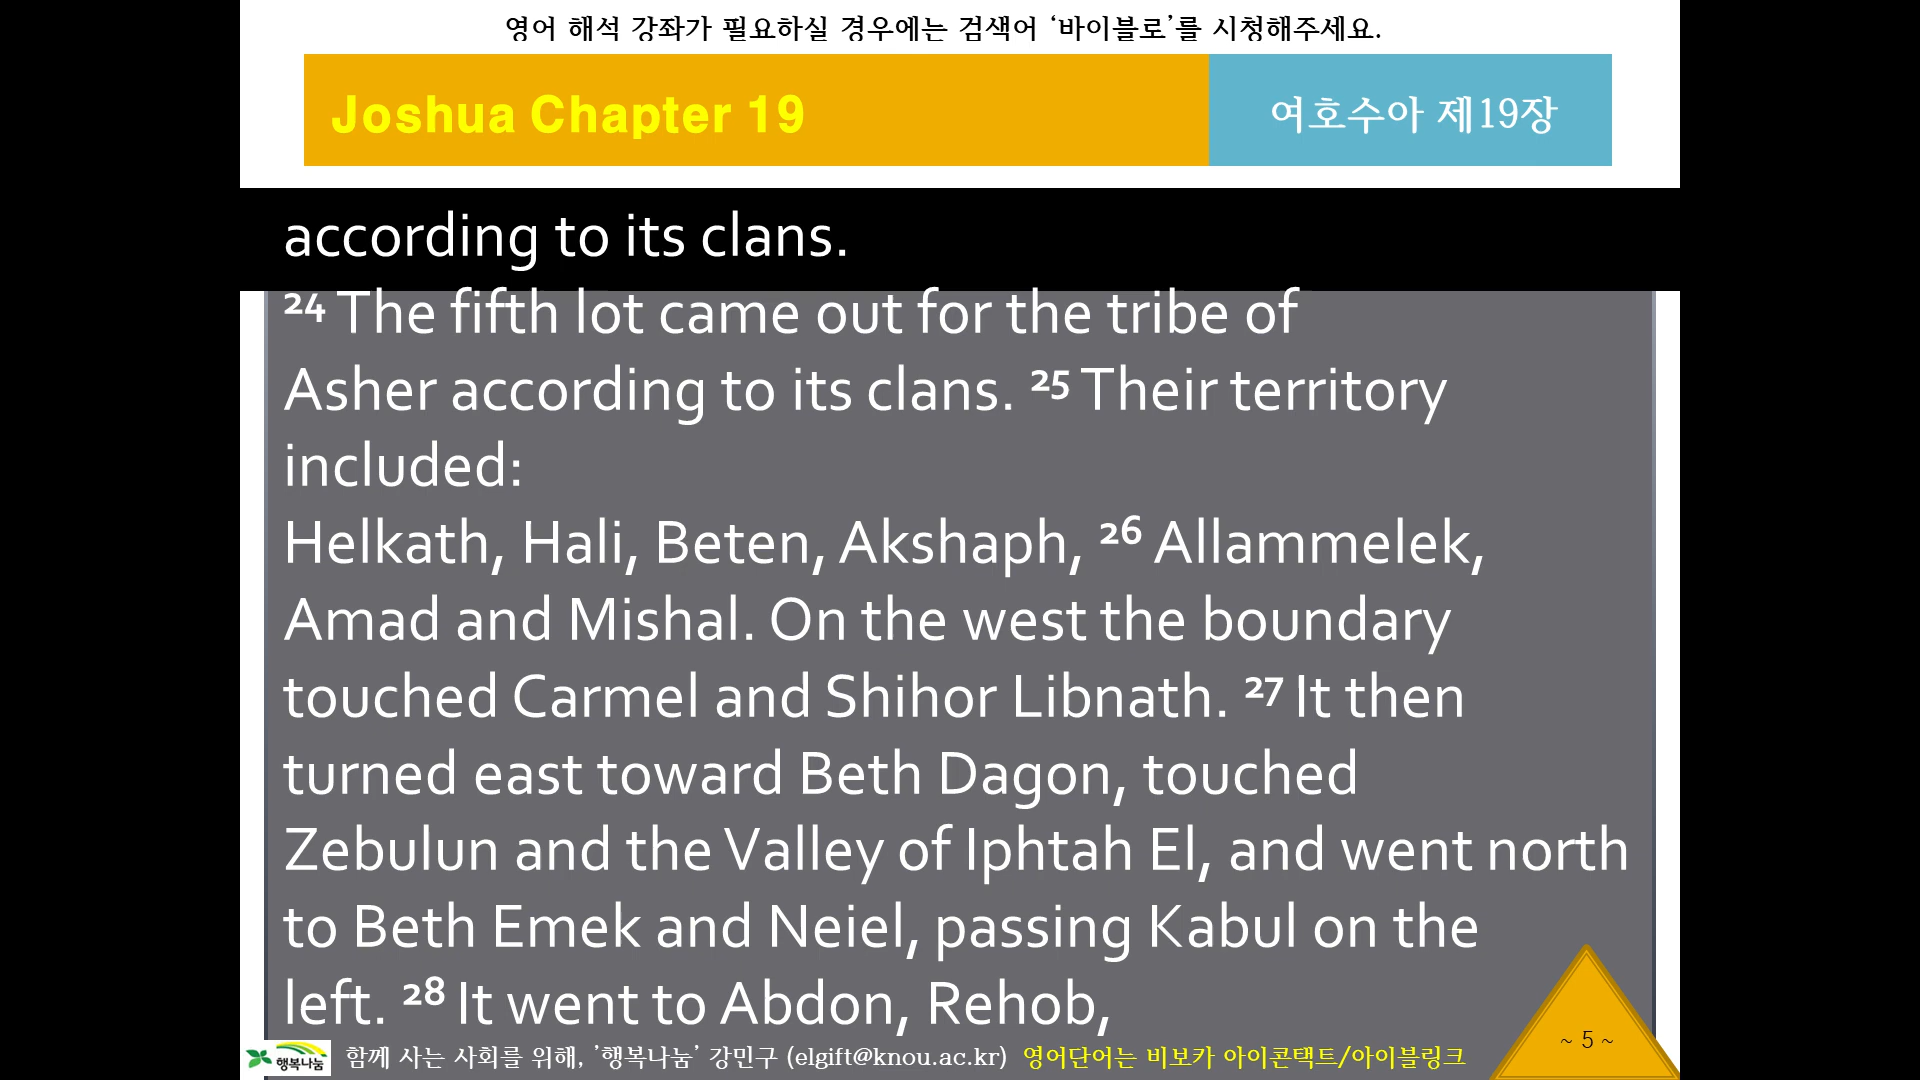 영어 해석 강좌가 필요하실 경우에는 검색어 ‘바이블로’를 시청해주세요.
Joshua Chapter 19
여호수아 제19장
according to its clans.
24 The fifth lot came out for the tribe of
Asher according to its clans. 25 Their territory
included:
Helkath, Hali, Beten, Akshaph, 26 Allammelek,
Amad and Mishal. On the west the boundary
touched Carmel and Shihor Libnath. 27 It then
turned east toward Beth Dagon, touched
Zebulun and the Valley of Iphtah El, and went north
to Beth Emek and Neiel, passing Kabul on the
left. 28 It went to Abdon, Rehob,
~ 5 ~
행복나눔
함께 사는 사회를 위해, ’행복나눔’ 강민구 (elgift@knou.ac.kr) 영어단어는 비보카 아이콘택트/아이블링크